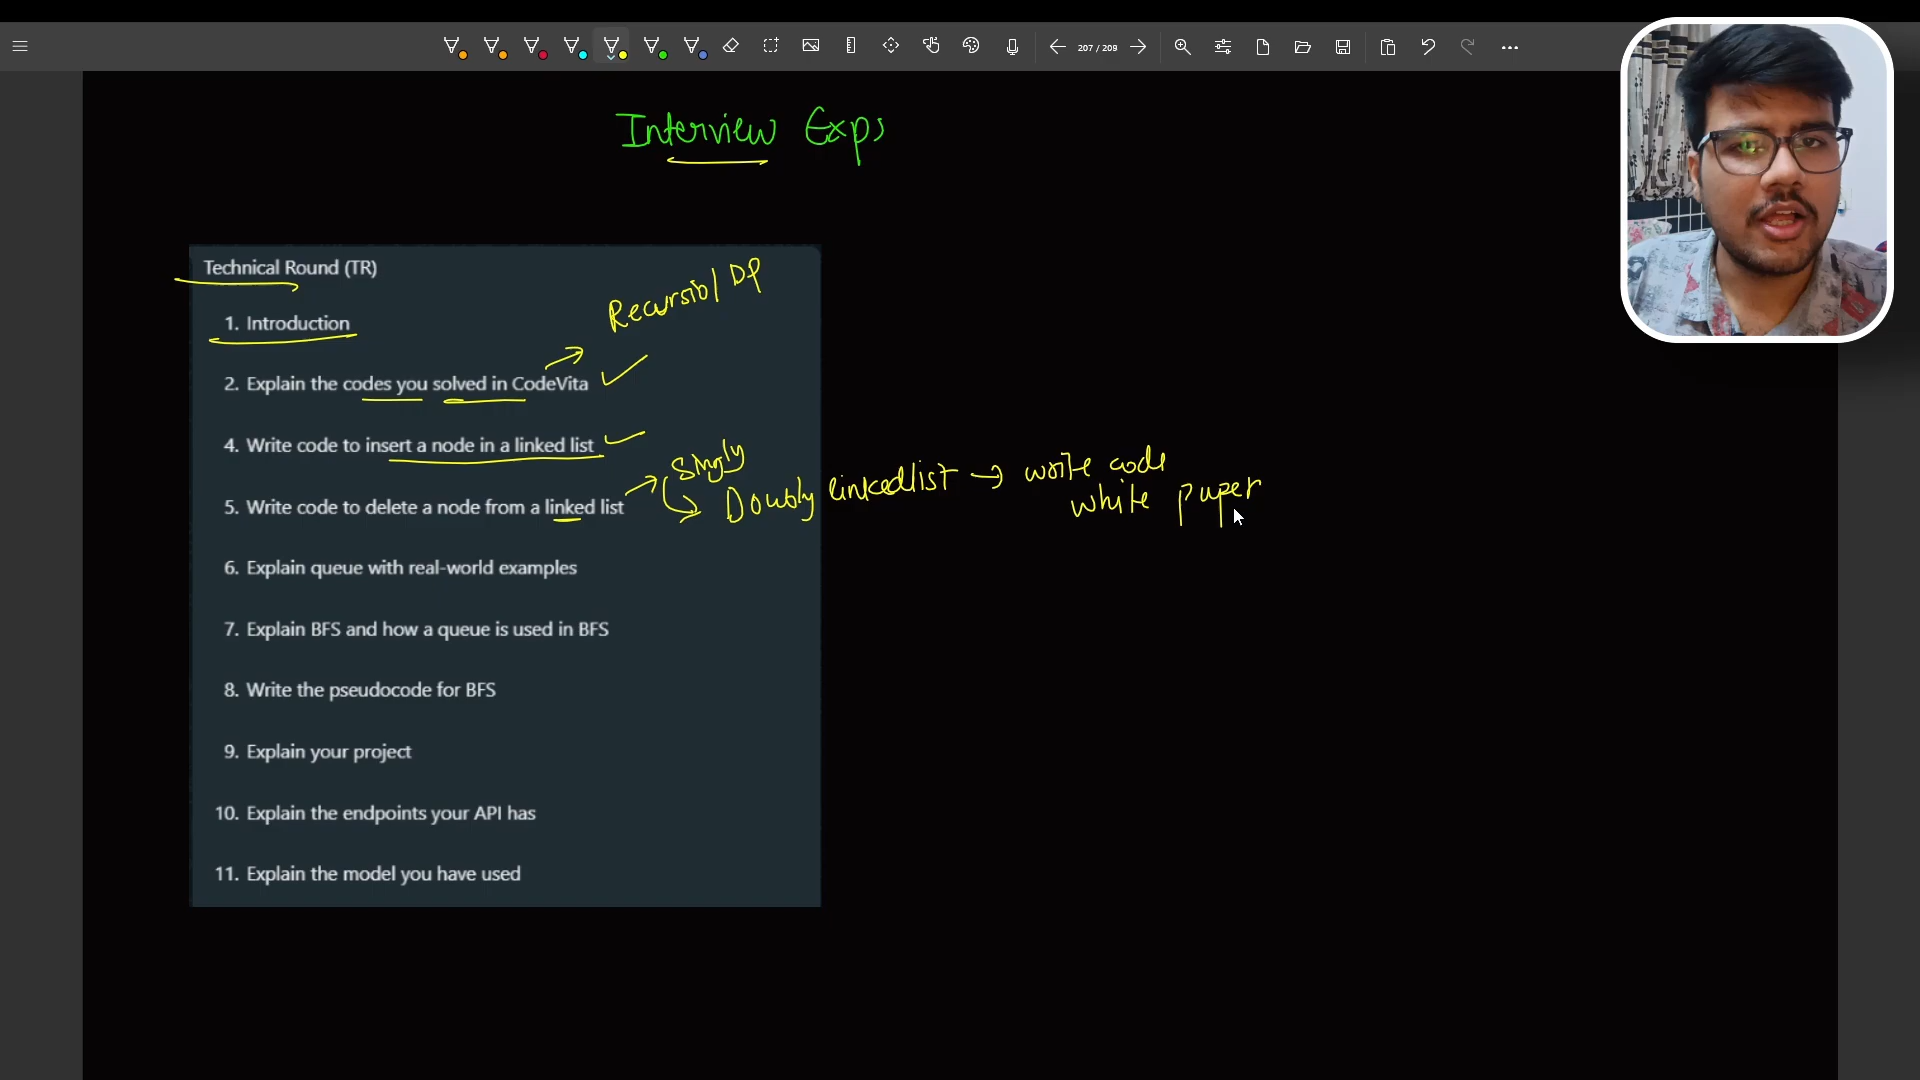 207 / 209
Interview Exps
Technical Round (TR)
Recursio/ DP
1. Introduction
2. Explain the codes you solved in CodeVita
4. Write code to insert a node in a linked list
Singly
Doubly linkedlist → write code
white paper
5. Write code to delete a node from a linked list
6. Explain queue with real-world examples
7. Explain BFS and how a queue is used in BFS
8. Write the pseudocode for BFS
9. Explain your project
10. Explain the endpoints your API has
11. Explain the model you have used